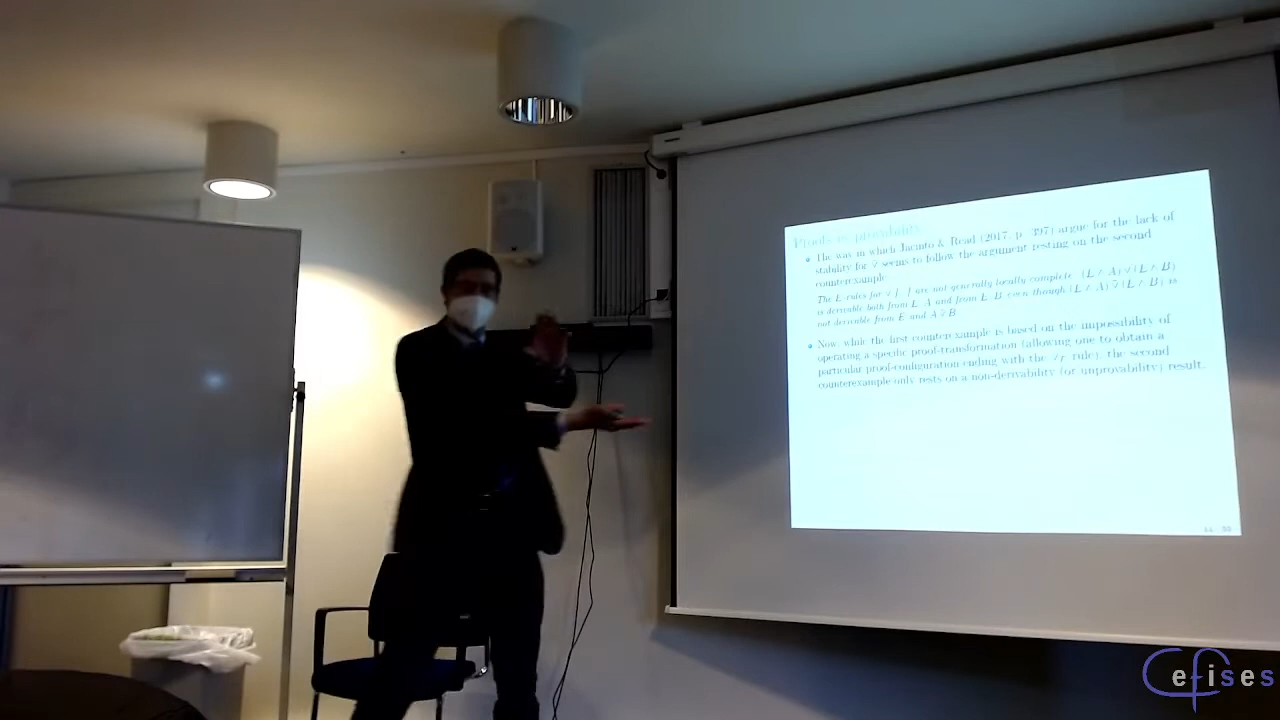 Proofs vs provability
The was in which Jacinto & Read (2017, p. 397) argue for the lack of
stability for ṽ seems to follow the argument resting on the second
counterexample
The E-rules for are not generally locally complete (E ∧ A) ∨ (E ∧ B)
is derivable both from E, A and from E, B even though (E ∧ A) ṽ (E ∧ B) is
not derivable from E and A ṽ B
Now, while the first counterexample is based on the impossibility of
operating a specific proof-transformation (allowing one to obtain a
particular proof-configuration ending with the rule), the second
counterexample only rests on a non-derivability (or unprovability) result.
efises